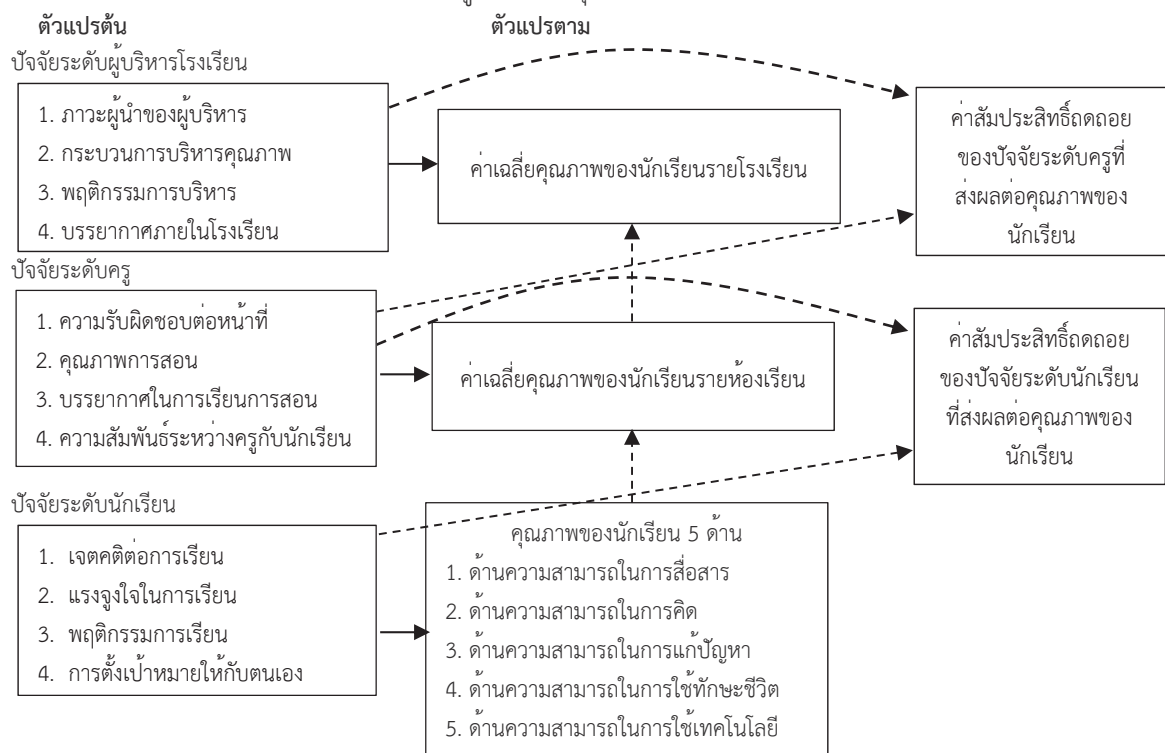 ตัวแปรต้น
ตัวแปรตาม
ปัจจัยระดับผู้บริหารโรงเรียน
1. ภาวะผู้นำของผู้บริหาร
2. กระบวนการบริหารคุณภาพ
3. พฤติกรรมการบริหาร
4. บรรยากาศภายในโรงเรียน
ค่าเฉลี่ยคุณภาพของนักเรียนรายโรงเรียน
ค่าสัมประสิทธิ์ถดถอย
ของปัจจัยระดับครูที่
ส่งผลต่อคุณภาพของ
นักเรียน
ปัจจัยระดับครู
1. ความรับผิดชอบต่อหน้าที่
2. คุณภาพการสอน
3. บรรยากาศในการเรียนการสอน
4. ความสัมพันธ์ระหว่างครูกับนักเรียน
ค่าเฉลี่ยคุณภาพของนักเรียนรายห้องเรียน
ค่าสัมประสิทธิ์ถดถอย
ของปัจจัยระดับนักเรียน
ที่ส่งผลต่อคุณภาพของ
นักเรียน
ปัจจัยระดับนักเรียน
1. เจตคติต่อการเรียน
2. แรงจูงใจในการเรียน
3. พฤติกรรมการเรียน
4. การตั้งเป้าหมายให้กับตนเอง
คุณภาพของนักเรียน 5 ด้าน
1. ด้านความสามารถในการสื่อสาร
2. ด้านความสามารถในการคิด
3. ด้านความสามารถในการแก้ปัญหา
4. ด้านความสามารถในการใช้ทักษะชีวิต
5. ด้านความสามารถในการใช้เทคโนโลยี